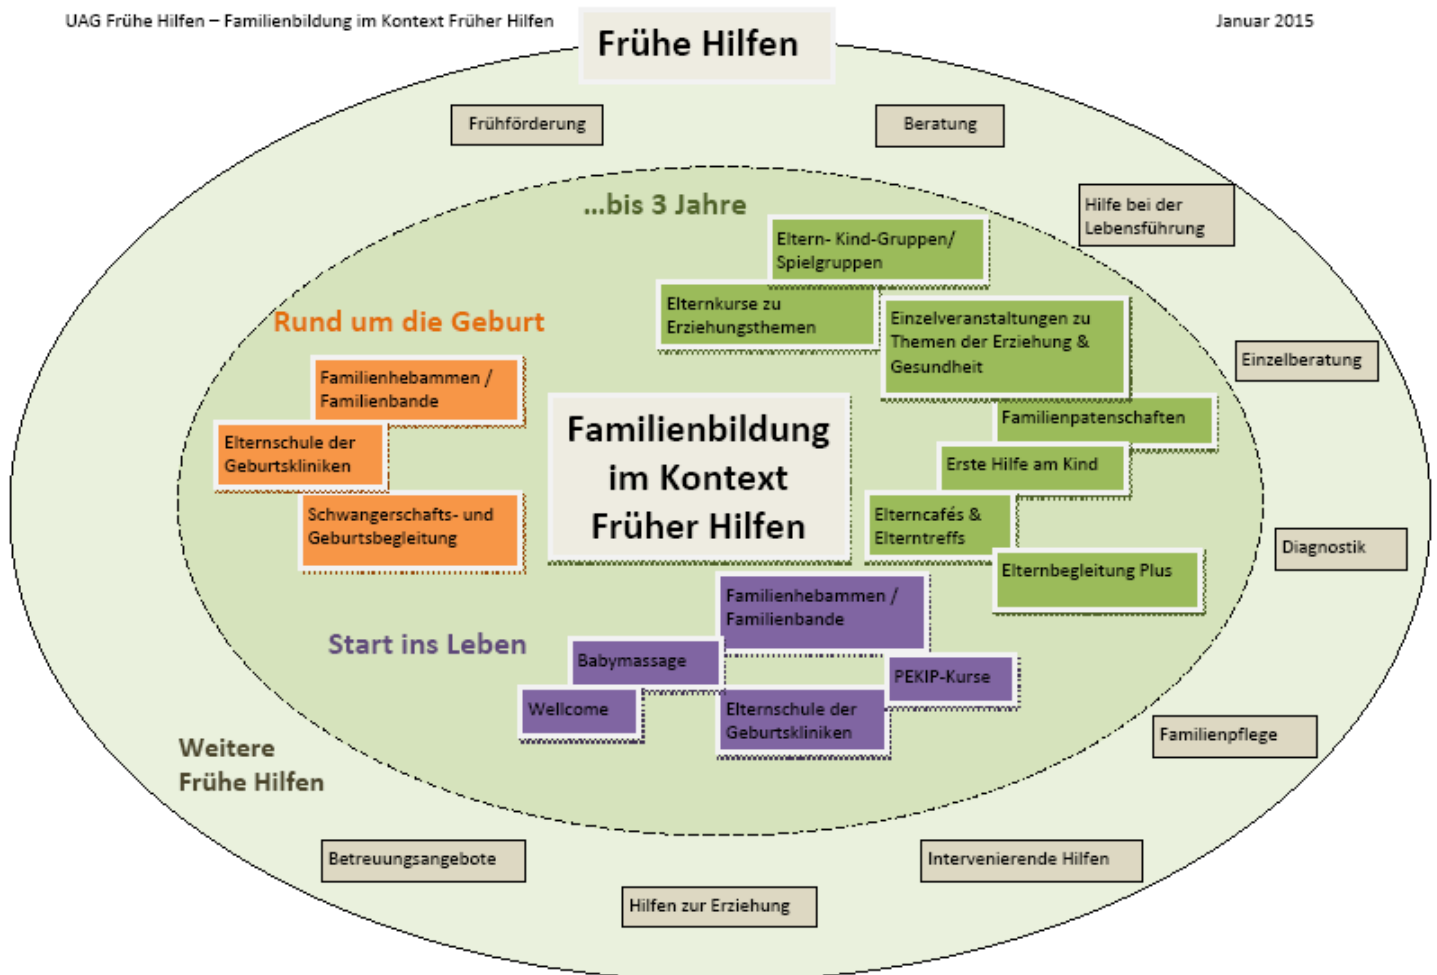 UAG Frühe Hilfen – Familienbildung im Kontext Früher Hilfen
Januar 2015
Frühe Hilfen
Frühförderung
Beratung
...bis 3 Jahre
Hilfe bei der
Lebensführung
Eltern- Kind-Gruppen/
Spielgruppen
Elternkurse zu
Erziehungsthemen
Einzelveranstaltungen zu
Themen der Erziehung &
Gesundheit
Rund um die Geburt
Einzelberatung
Familienhebammen /
Familienbande
Elternschule der
Geburtskliniken
Schwangerschafts- und
Geburtsbegleitung
Familienbildung
im Kontext
Früher Hilfen
Familienpatenschaften
Erste Hilfe am Kind
Elterncafés &
Elterntreffs
Elternbegleitung Plus
Diagnostik
Start ins Leben
Familienhebammen /
Familienbande
Babymassage
PEKIP-Kurse
Wellcome
Elternschule der
Geburtskliniken
Familienpflege
Weitere
Frühe Hilfen
Betreuungsangebote
Intervenierende Hilfen
Hilfen zur Erziehung